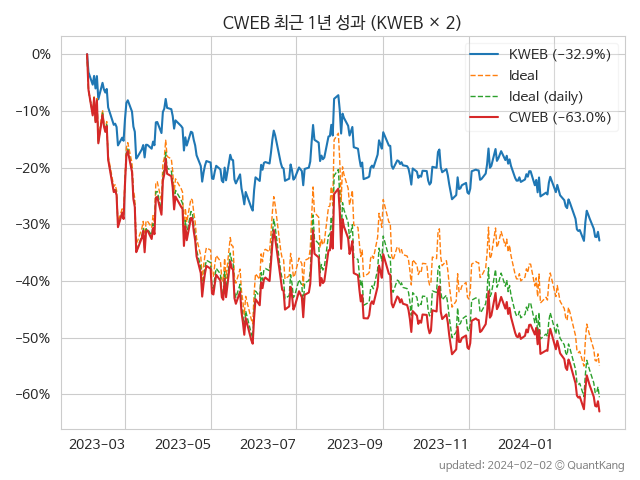 CWEB 최근 1년 성과 (KWEB × 2)
KWEB (−32.9%)
Ideal
Ideal (daily)
CWEB (−63.0%)
0%
−10%
−20%
−30%
−40%
−50%
−60%
2023−03
2023−05
2023−07
2023−09
2023−11
2024−01
updated: 2024−02−02 © QuantKang